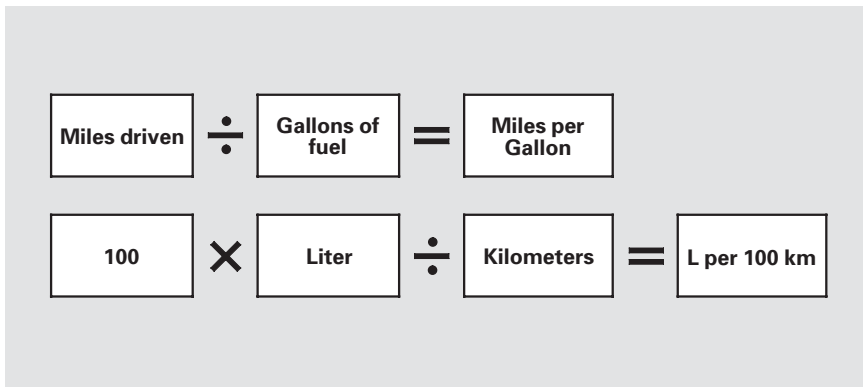 Miles driven ÷ Gallons of fuel = Miles per Gallon
100 × Liter ÷ Kilometers = L per 100 km